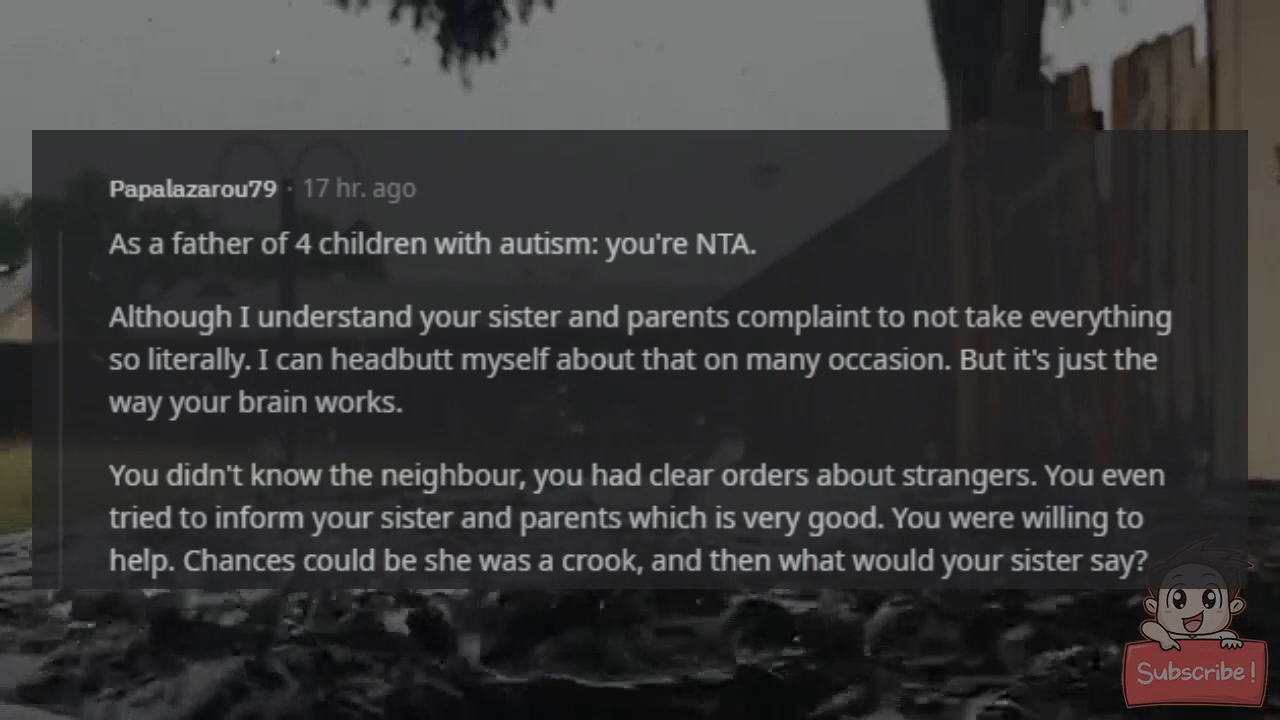 Papalazarou79 · 17 hr. ago
As a father of 4 children with autism: you're NTA.
Although I understand your sister and parents complaint to not take everything
so literally. I can headbutt myself about that on many occasion. But it's just the
way your brain works.
You didn't know the neighbour, you had clear orders about strangers. You even
tried to inform your sister and parents which is very good. You were willing to
help. Chances could be she was a crook, and then what would your sister say?
Subscribe!